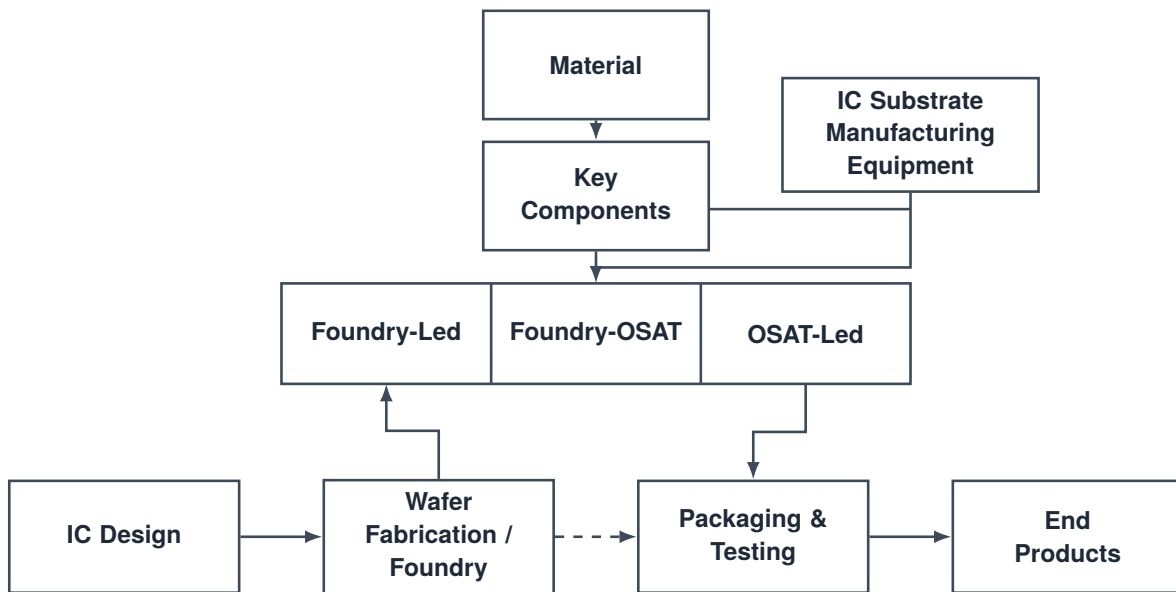 Material
IC Substrate
Manufacturing
Equipment
Key
Components
Foundry-Led
Foundry-OSAT
OSAT-Led
IC Design
Wafer
Fabrication /
Foundry
Packaging &
Testing
End
Products